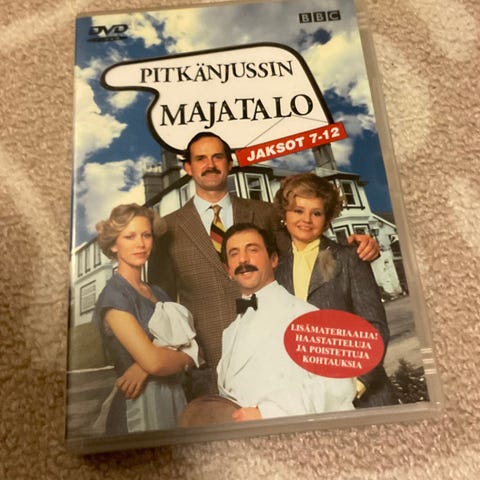 DVD
BBC
PITKÄNJUSSIN
MAJATALO
JAKSOT 7-12
LISÄMATERIAALIA!
HAASTATTELUJA
JA POISTETTUJA
KOHTAUKSIA